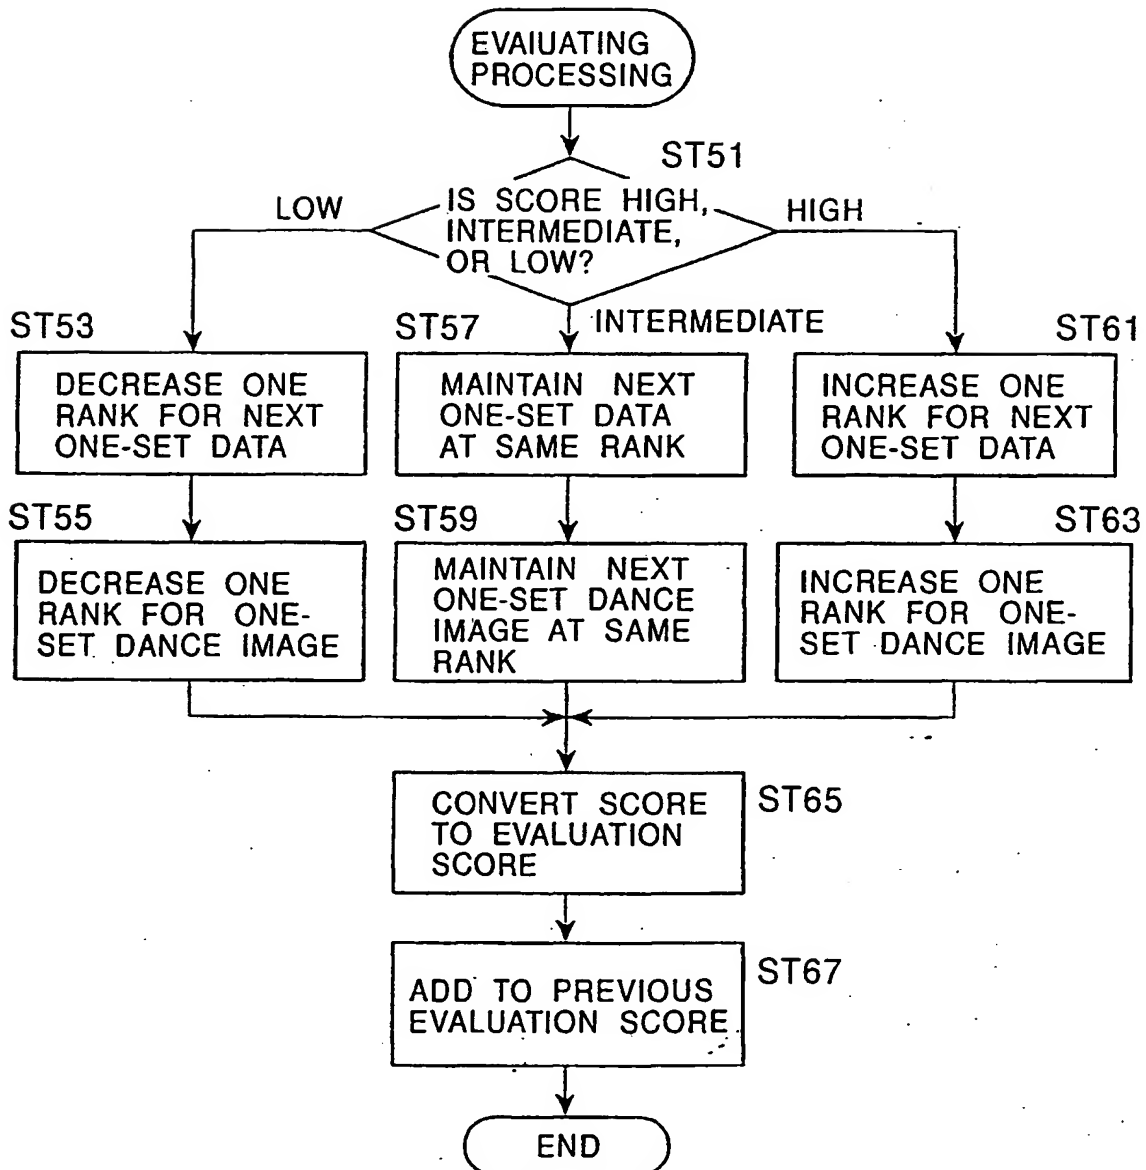 EVAIUATING
PROCESSING
ST51
IS SCORE HIGH,
INTERMEDIATE,
OR LOW?
LOW
HIGH
INTERMEDIATE
ST53
DECREASE ONE
RANK FOR NEXT
ONE-SET DATA
ST57
MAINTAIN NEXT
ONE-SET DATA
AT SAME RANK
ST61
INCREASE ONE
RANK FOR NEXT
ONE-SET DATA
ST55
DECREASE ONE
RANK FOR ONE-
SET DANCE IMAGE
ST59
MAINTAIN NEXT
ONE-SET DANCE
IMAGE AT SAME
RANK
ST63
INCREASE ONE
RANK FOR ONE-
SET DANCE IMAGE
CONVERT SCORE
TO EVALUATION
SCORE
ST65
ADD TO PREVIOUS
EVALUATION SCORE
ST67
END